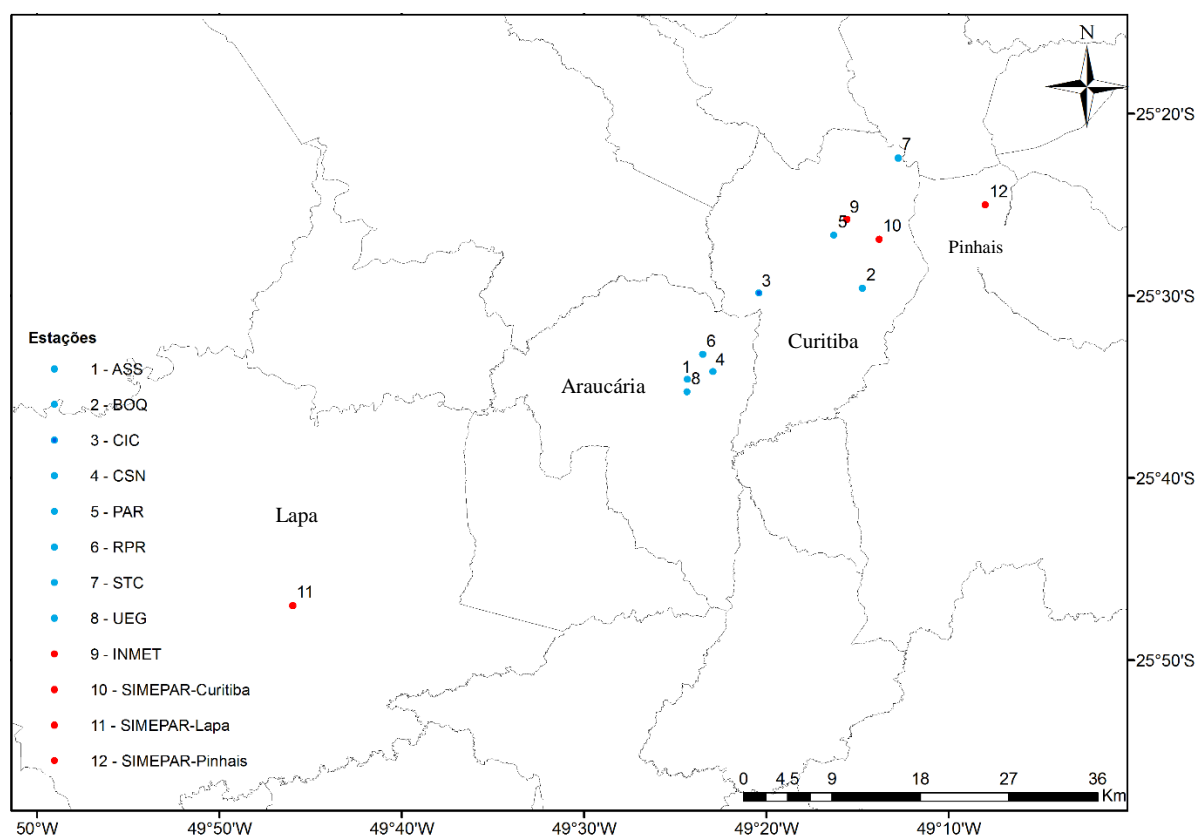 N
25°20'S
7
12
9
5
10
Pinhais
3
2
25°30'S
Curitiba
6
4
1
8
Araucária
Estações
1 - ASS
2 - BOQ
3 - CIC
4 - CSN
5 - PAR
6 - RPR
7 - STC
8 - UEG
9 - INMET
10 - SIMEPAR-Curitiba
11 - SIMEPAR-Lapa
12 - SIMEPAR-Pinhais
25°40'S
Lapa
11
25°50'S
0 4,5 9 18 27 36
Km
50°W 49°50'W 49°40'W 49°30'W 49°20'W 49°10'W